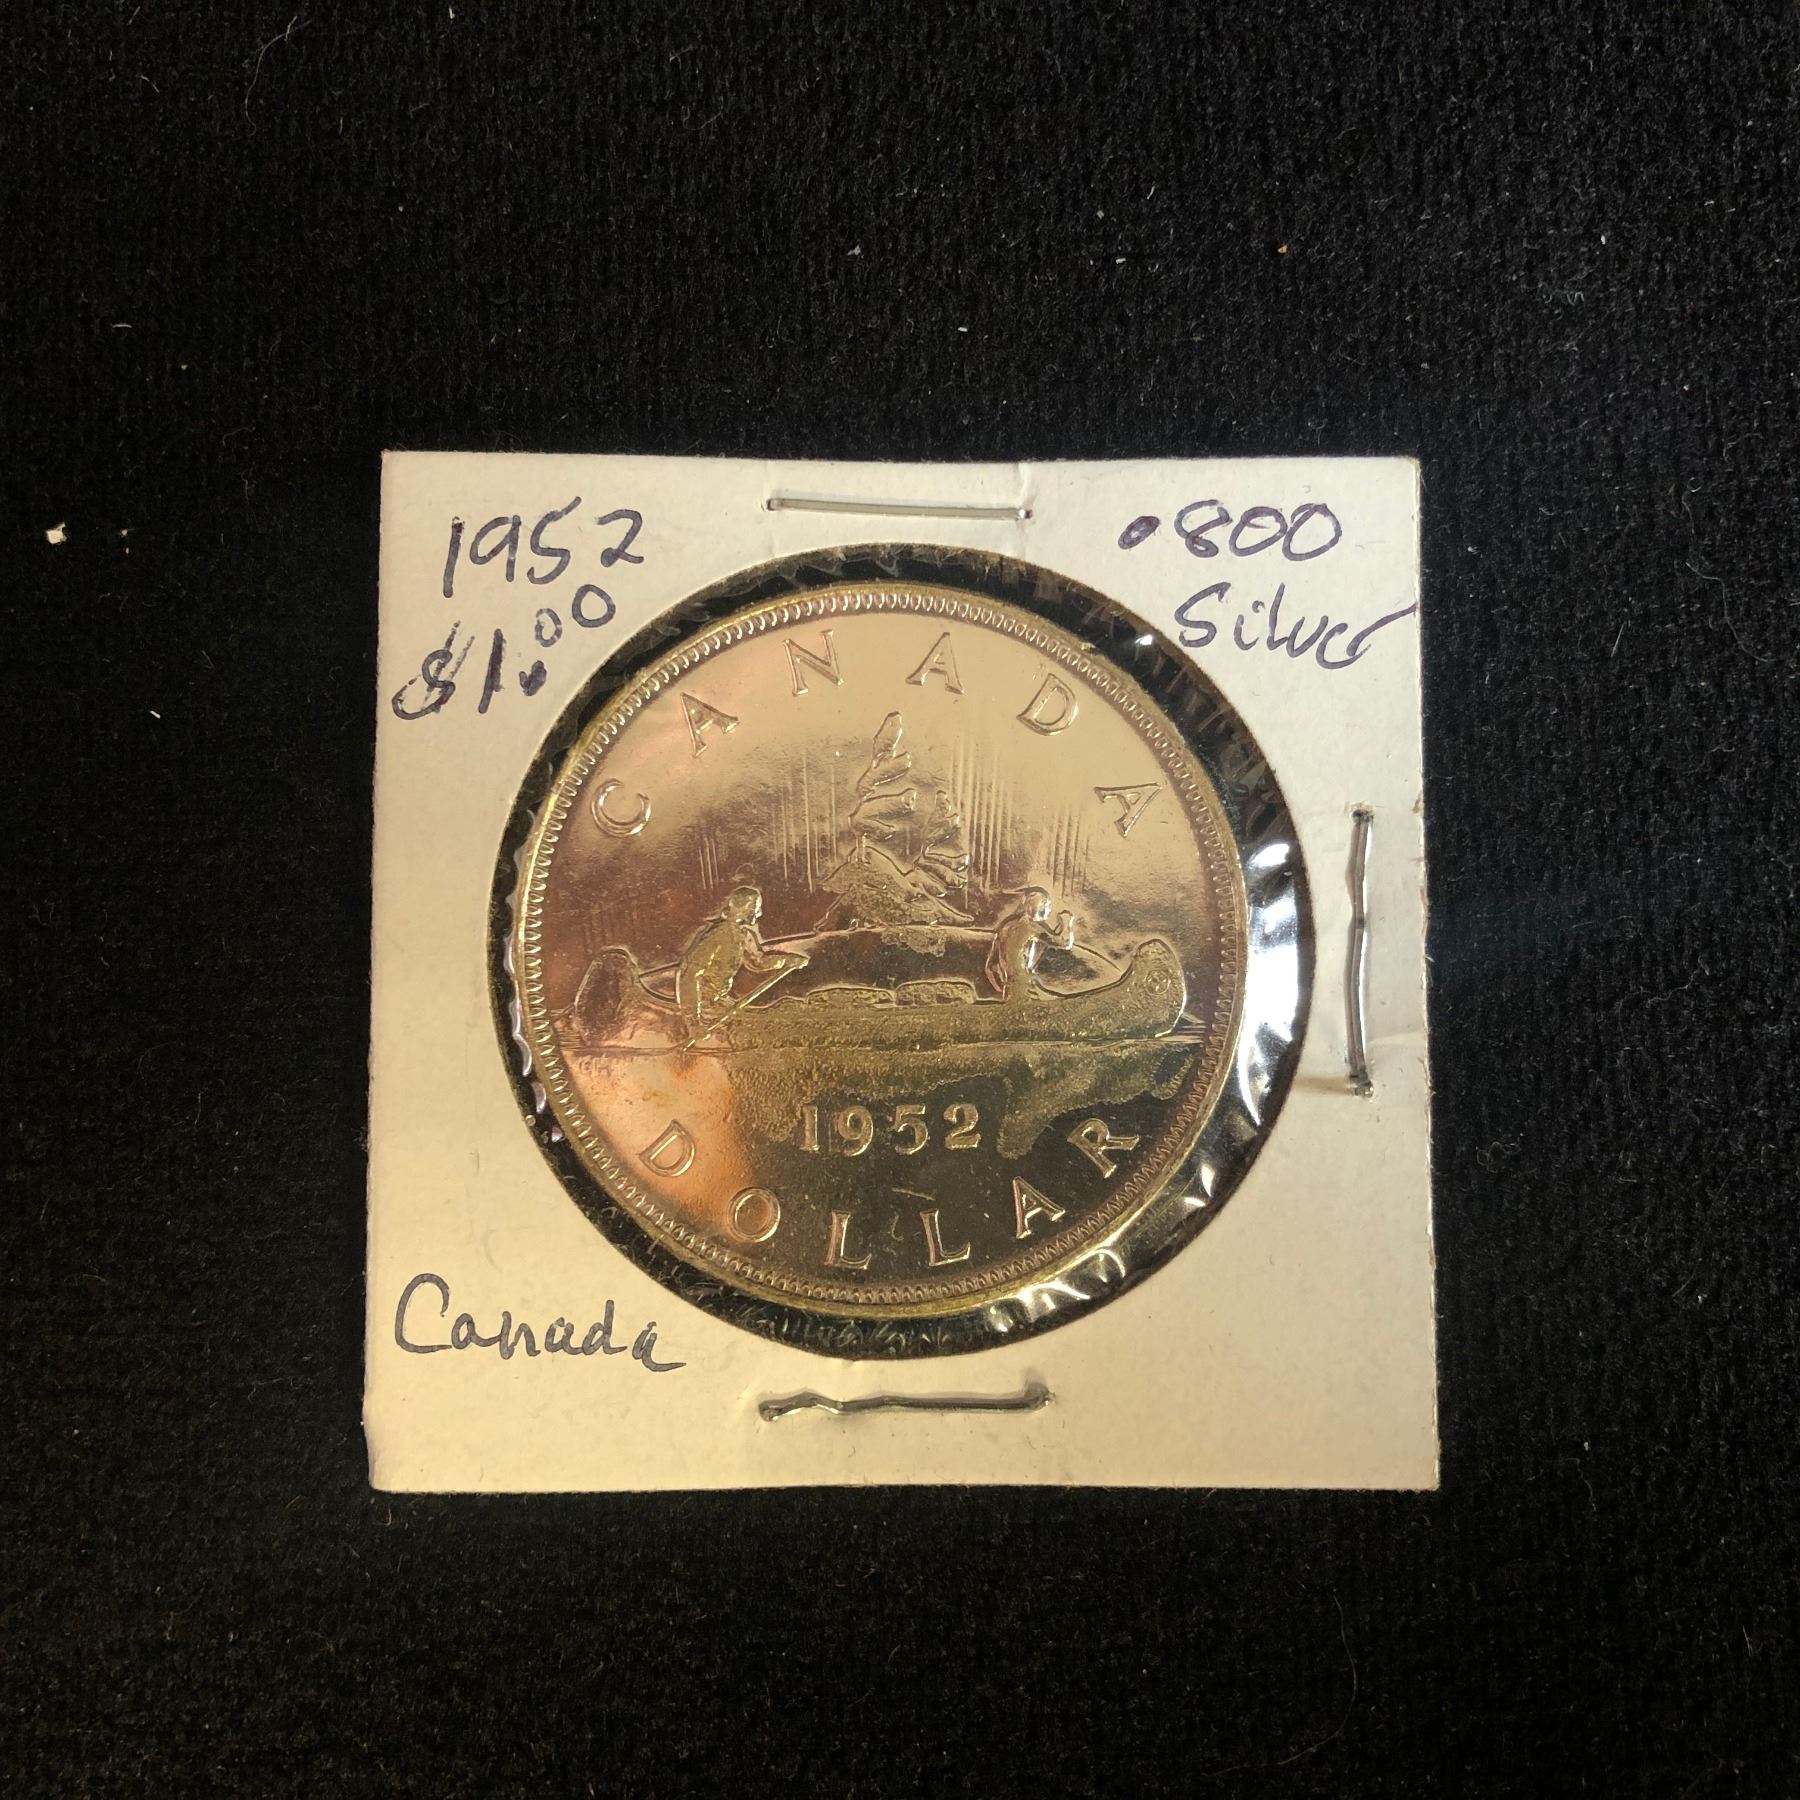 1952
$1.00
.800
Silver
CANADA
1952
DOLLAR
Canada